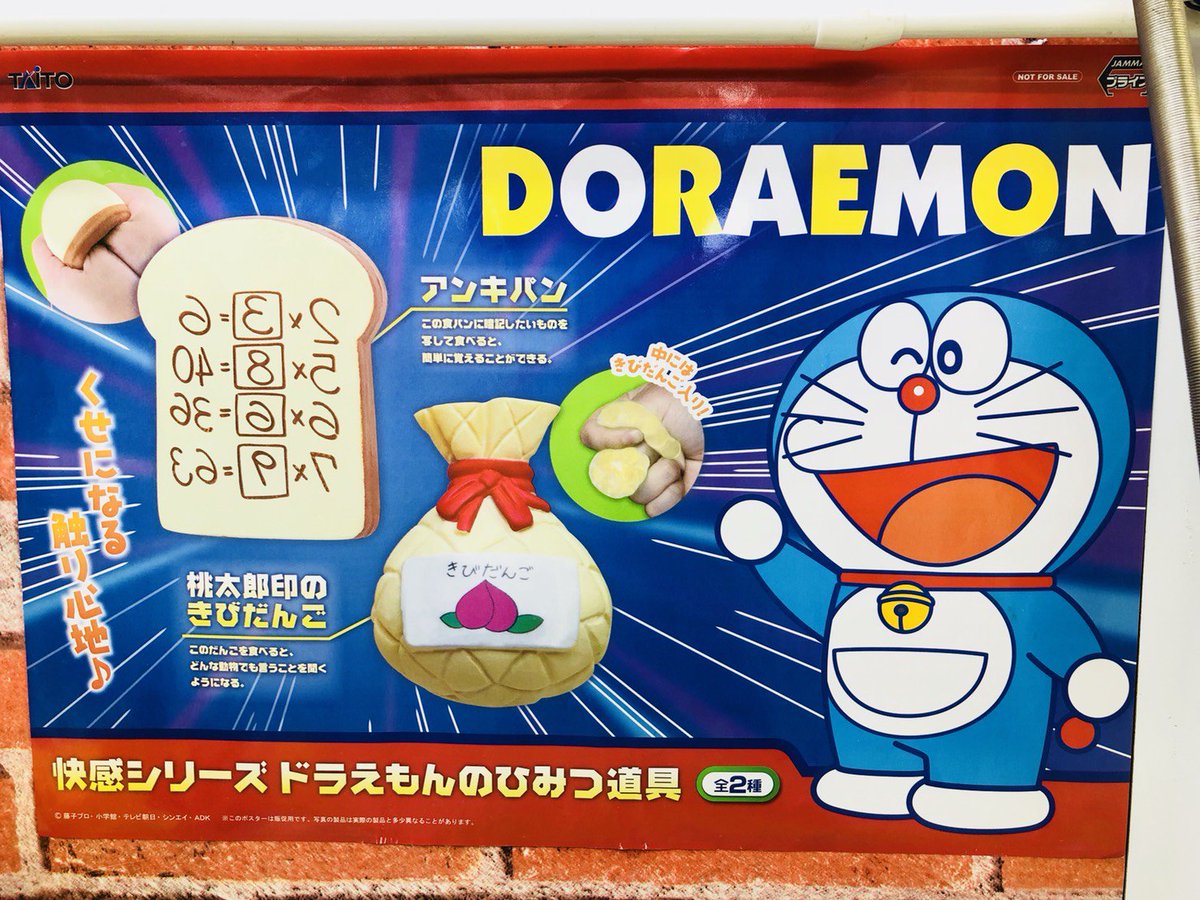 TAITO
NOT FOR SALE
JAMMA
プライ
DORAEMON
2×3=6
5×8=40
6×6=36
7×9=63
アンキパン
この食パンに暗記したいものを
写して食べると、
簡単に覚えることができる。
中には
きびだんご入り!
くせになる
触り心地♪
きびだんご
桃太郎印の
きびだんご
このだんごを食べると、
どんな動物でも言うことを聞く
ようになる。
快感シリーズ ドラえもんのひみつ道具 全2種
© 藤子プロ・小学館・テレビ朝日・シンエイ・ADK ※このポスターは販促用です。写真の製品は実際の製品と多少異なることがあります。